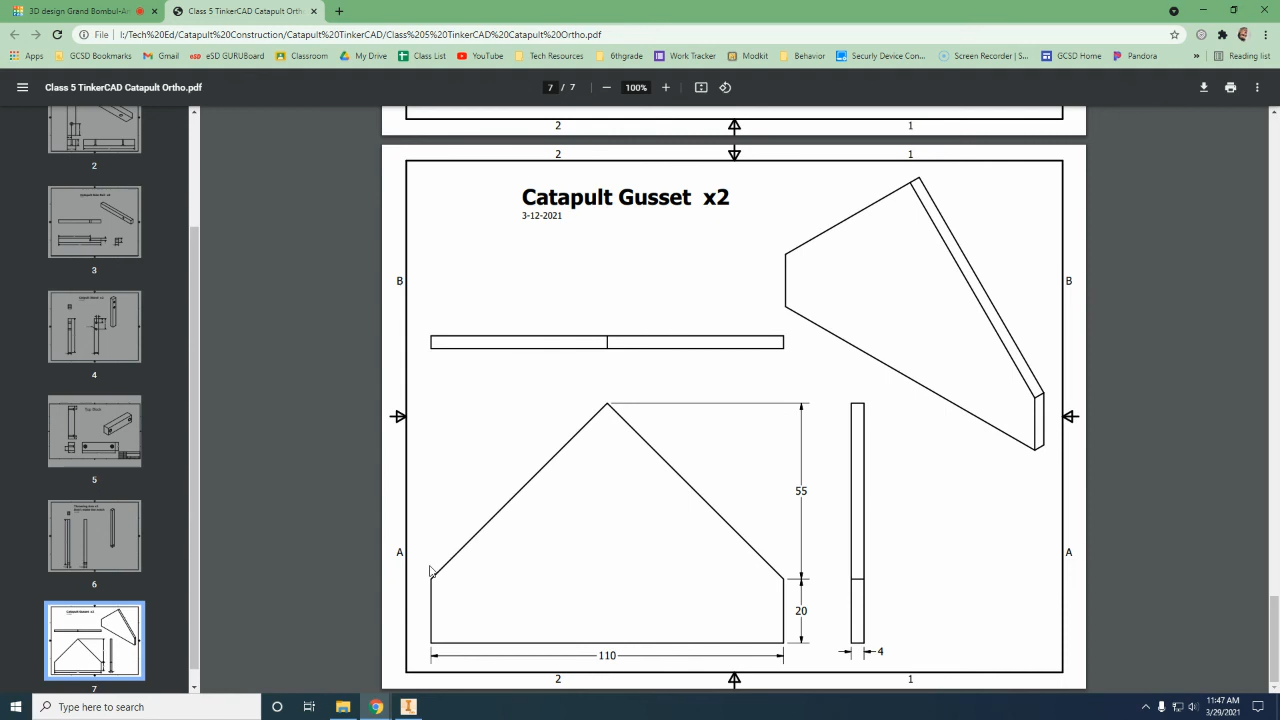 3D design Grand Bombul-An
Class 5 TinkerCAD Catapult Orth
File
I:/Tech%20Ed/Catapult%20Construction/Catapult%20TinkerCAD/Class%205%20TinkerCAD%20Catapult%20Ortho.pdf
Apps
GCSD Bookmarks
Gmail
eSD GURUBoard
Classroom
My Drive
Class List
YouTube
Tech Resources
6thgrade
Work Tracker
Modkit
Behavior
Securly Device Con...
Screen Recorder | S...
GCSD Home
Pandora
»
Reading list
Class 5 TinkerCAD Catapult Ortho.pdf
7 / 7
100%
2
3
4
5
6
7
2
1
2
1
Catapult Gusset x2
3-12-2021
B
B
A
A
55
20
110
4
2
1
Type here to search
11:47 AM
3/29/2021